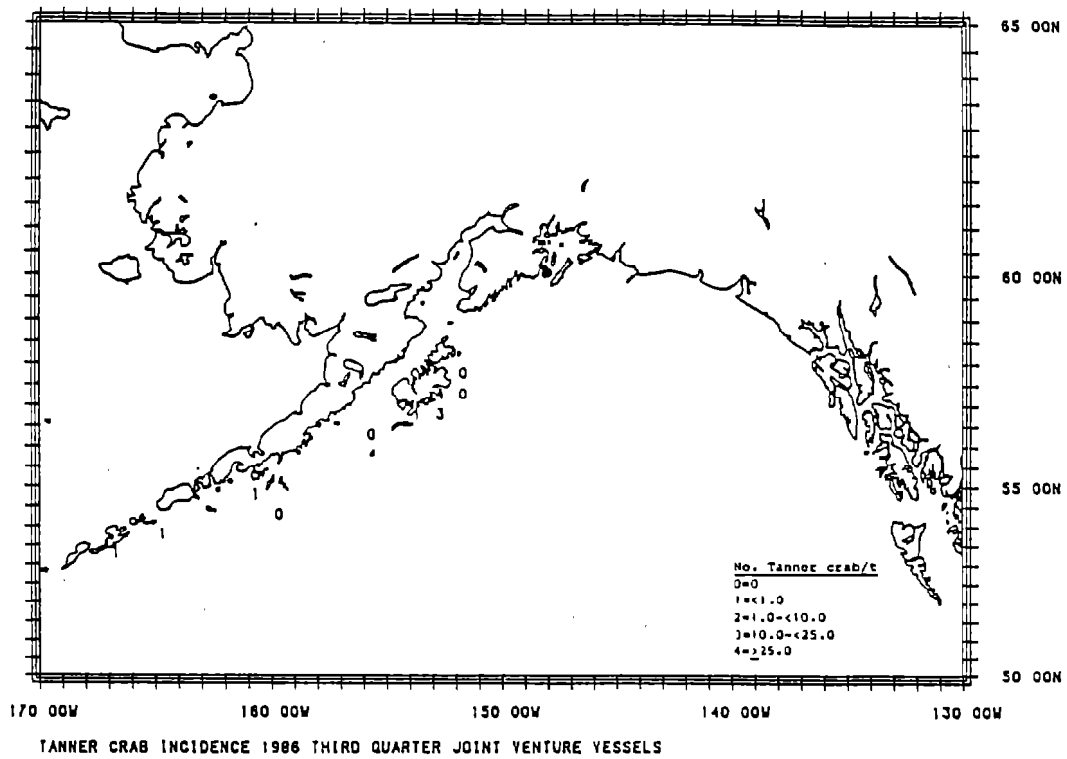 65 00N
60 00N
0
0
3
0
1
55 00N
0
1
1
No. Tanner crab/t
0=0
1=<1.0
2=1.0-<10.0
3=10.0-<25.0
4=≥25.0
50 00N
170 00W 160 00W 150 00W 140 00W 130 00W
TANNER CRAB INCIDENCE 1986 THIRD QUARTER JOINT VENTURE VESSELS